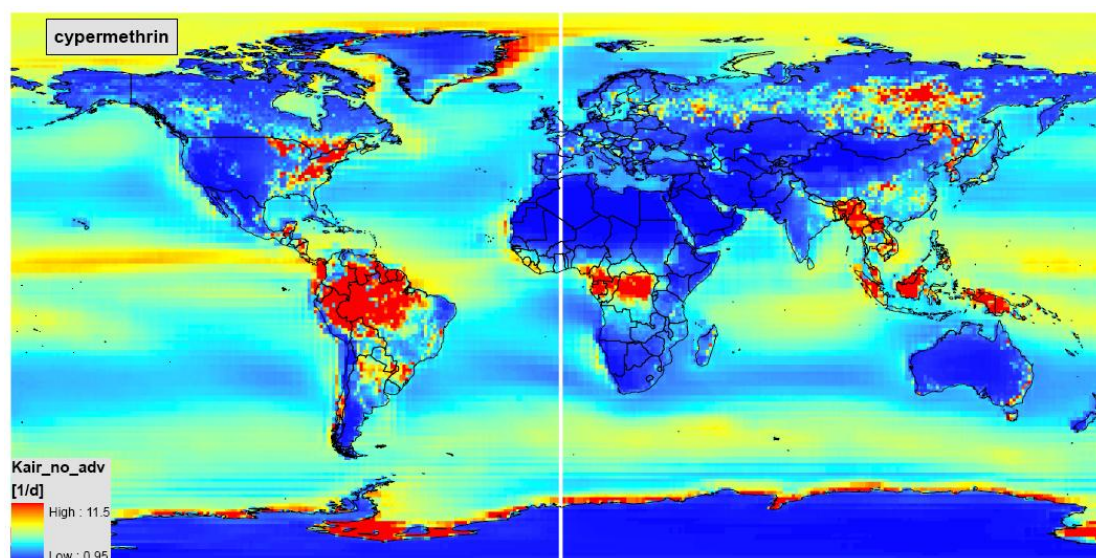 cypermethrin
Kair_no_adv
[1/d]
High : 11.5
Low : 0.95